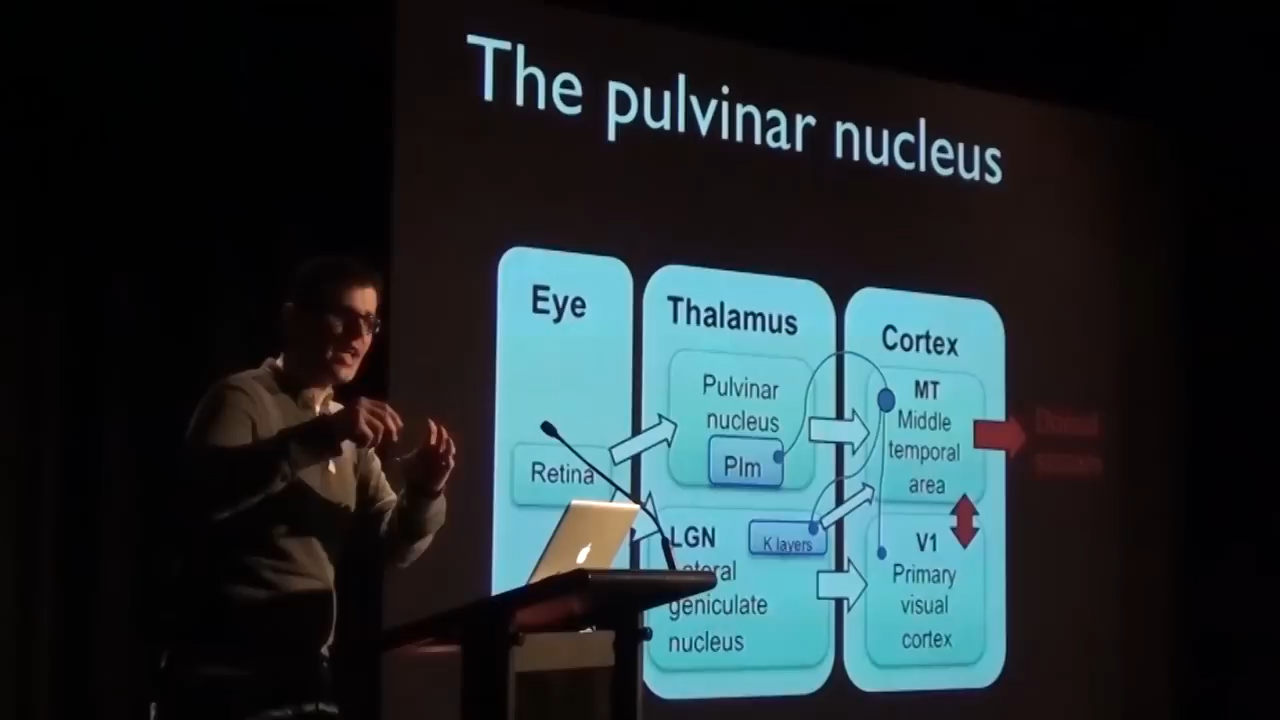 The pulvinar nucleus
Eye
Retina
Thalamus
Pulvinar
nucleus
PIm
LGN
K layers
geniculate
nucleus
Cortex
MT
Middle
temporal
area
V1
Primary
visual
cortex